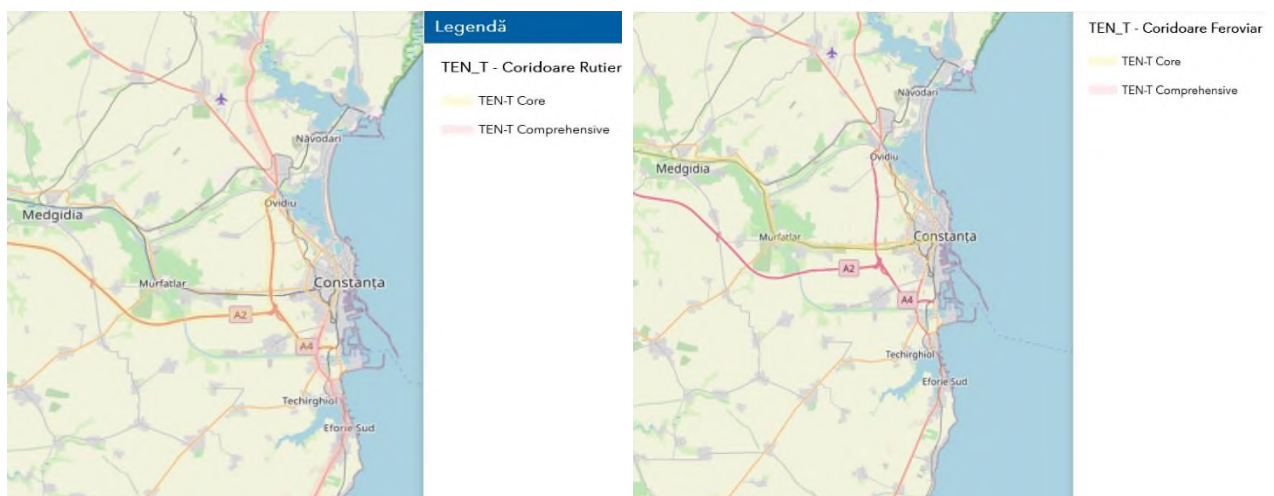 Legendă
TEN_T - Coridoare Rutier
TEN-T Core
TEN-T Comprehensive
Năvodari
Ovidiu
Medgidia
Murfatlar
Constanța
A2
A4
Techirghiol
Eforie Sud
TEN_T - Coridoare Feroviar
TEN-T Core
TEN-T Comprehensive
Năvodari
Ovidiu
Medgidia
Murfatlar
Constanța
A2
A4
Techirghiol
Eforie Sud